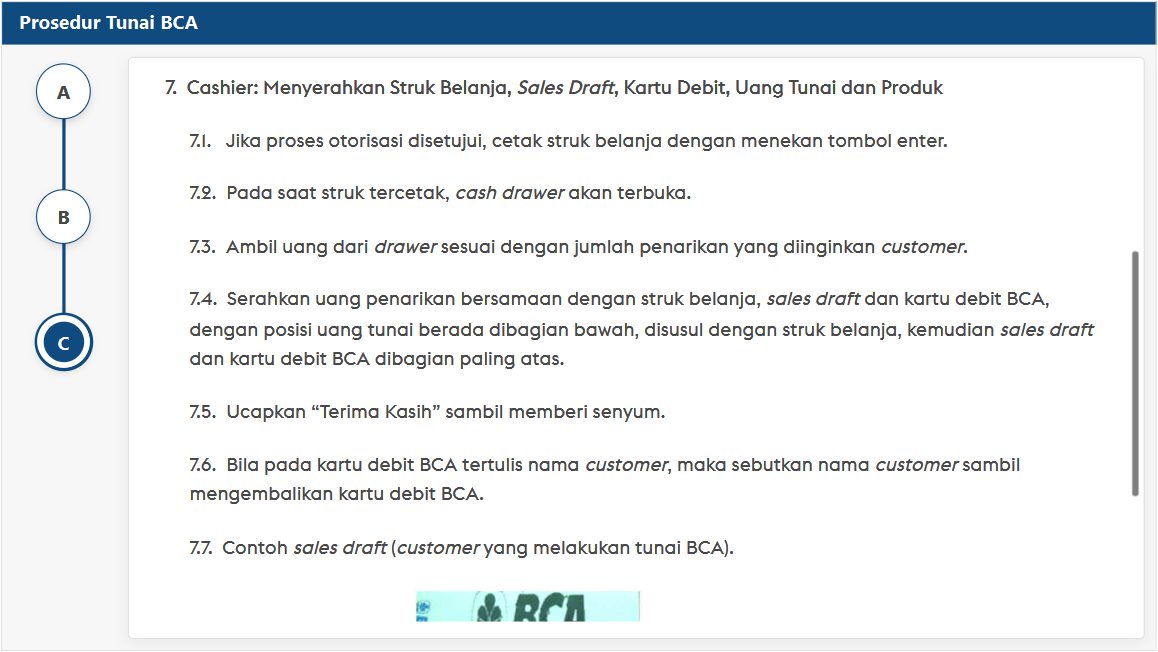 Prosedur Tunai BCA
A
B
C
7. Cashier: Menyerahkan Struk Belanja, Sales Draft, Kartu Debit, Uang Tunai dan Produk
7.1. Jika proses otorisasi disetujui, cetak struk belanja dengan menekan tombol enter.
7.2. Pada saat struk tercetak, cash drawer akan terbuka.
7.3. Ambil uang dari drawer sesuai dengan jumlah penarikan yang diinginkan customer.
7.4. Serahkan uang penarikan bersamaan dengan struk belanja, sales draft dan kartu debit BCA,
dengan posisi uang tunai berada dibagian bawah, disusul dengan struk belanja, kemudian sales draft
dan kartu debit BCA dibagian paling atas.
7.5. Ucapkan “Terima Kasih” sambil memberi senyum.
7.6. Bila pada kartu debit BCA tertulis nama customer, maka sebutkan nama customer sambil
mengembalikan kartu debit BCA.
7.7. Contoh sales draft (customer yang melakukan tunai BCA).
BCA